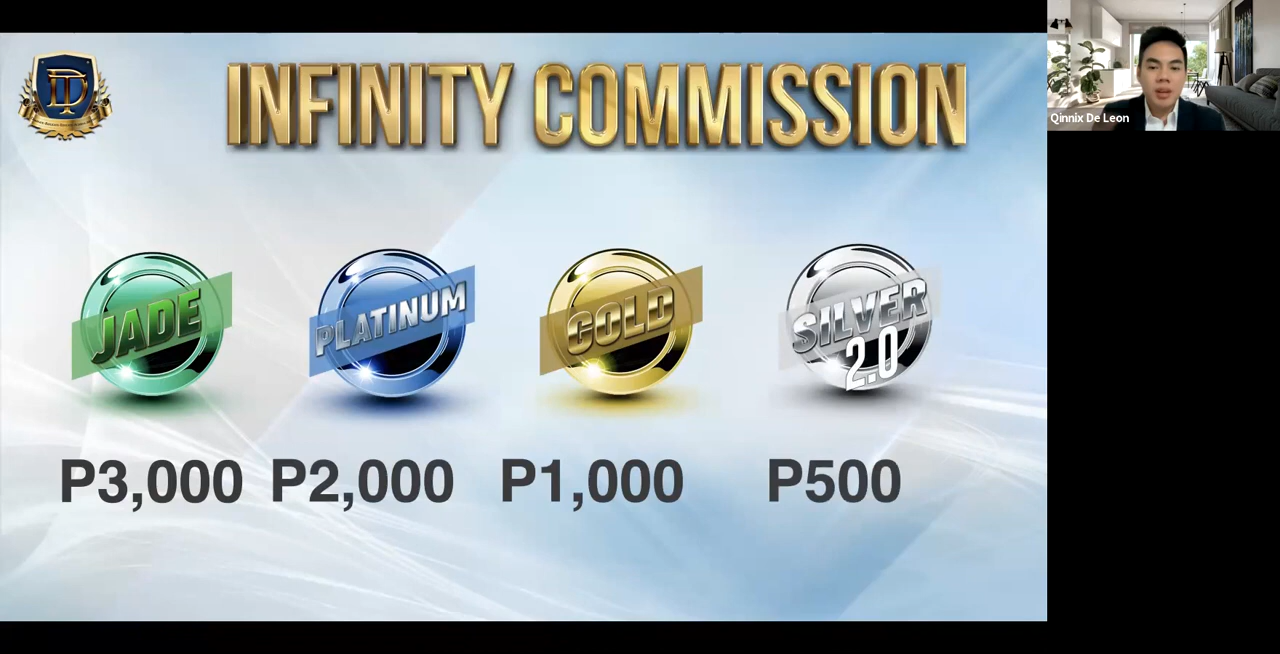 INFINITY COMMISSION
Qinnix De Leon
JADE
PLATINUM
GOLD
SILVER
2.0
P3,000 P2,000 P1,000 P500